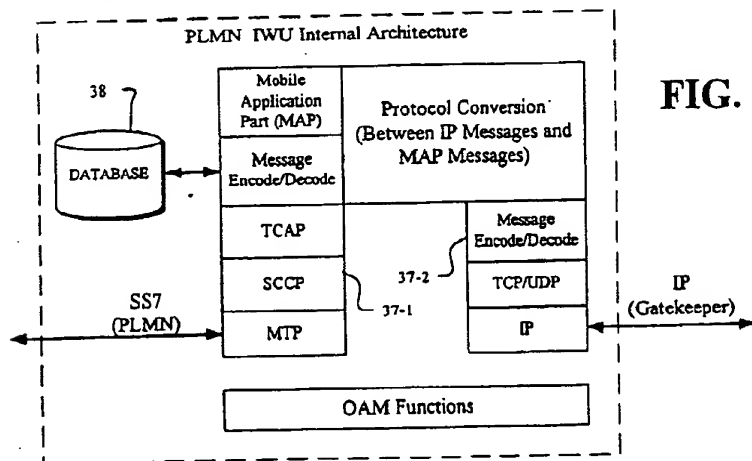 PLMN IWU Internal Architecture
38
DATABASE
Mobile
Application
Part (MAP)
Message
Encode/Decode
TCAP
SCCP
MTP
Protocol Conversion
(Between IP Messages and
MAP Messages)
FIG.
Message
Encode/Decode
TCP/UDP
IP
37-2
37-1
SS7
(PLMN)
IP
(Gatekeeper)
OAM Functions